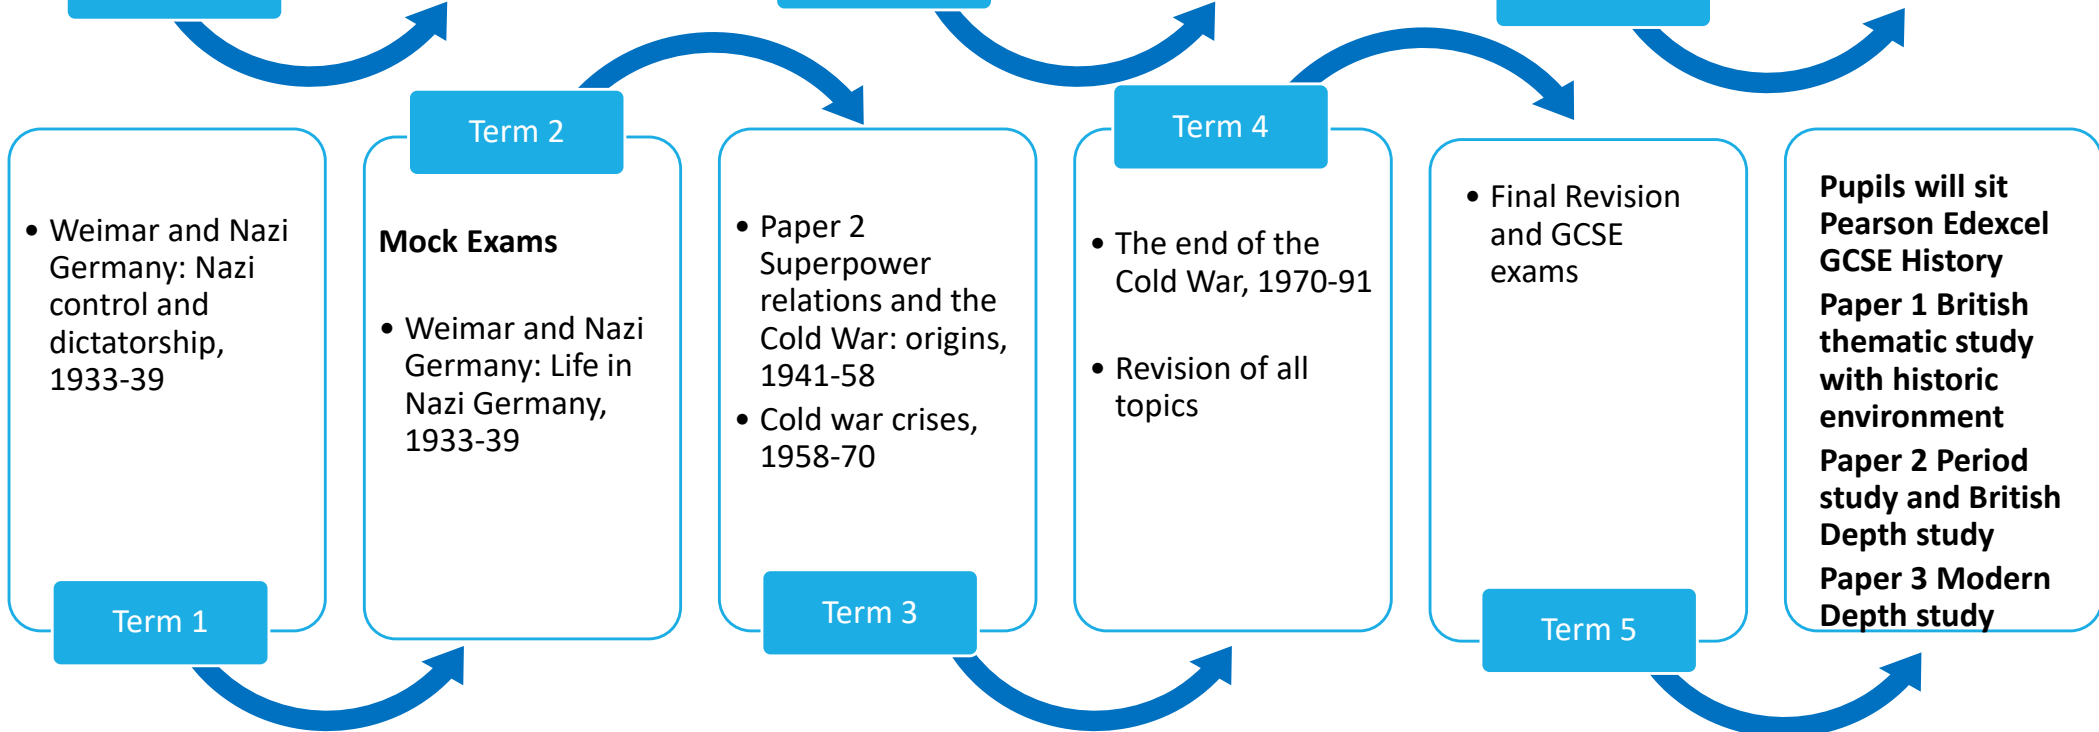 • Weimar and Nazi
Germany: Nazi
control and
dictatorship,
1933-39
Term 1
Term 2
Mock Exams
• Weimar and Nazi
Germany: Life in
Nazi Germany,
1933-39
• Paper 2
Superpower
relations and the
Cold War: origins,
1941-58
• Cold war crises,
1958-70
Term 3
Term 4
• The end of the
Cold War, 1970-91
• Revision of all
topics
• Final Revision
and GCSE
exams
Term 5
Pupils will sit
Pearson Edexcel
GCSE History
Paper 1 British
thematic study
with historic
environment
Paper 2 Period
study and British
Depth study
Paper 3 Modern
Depth study